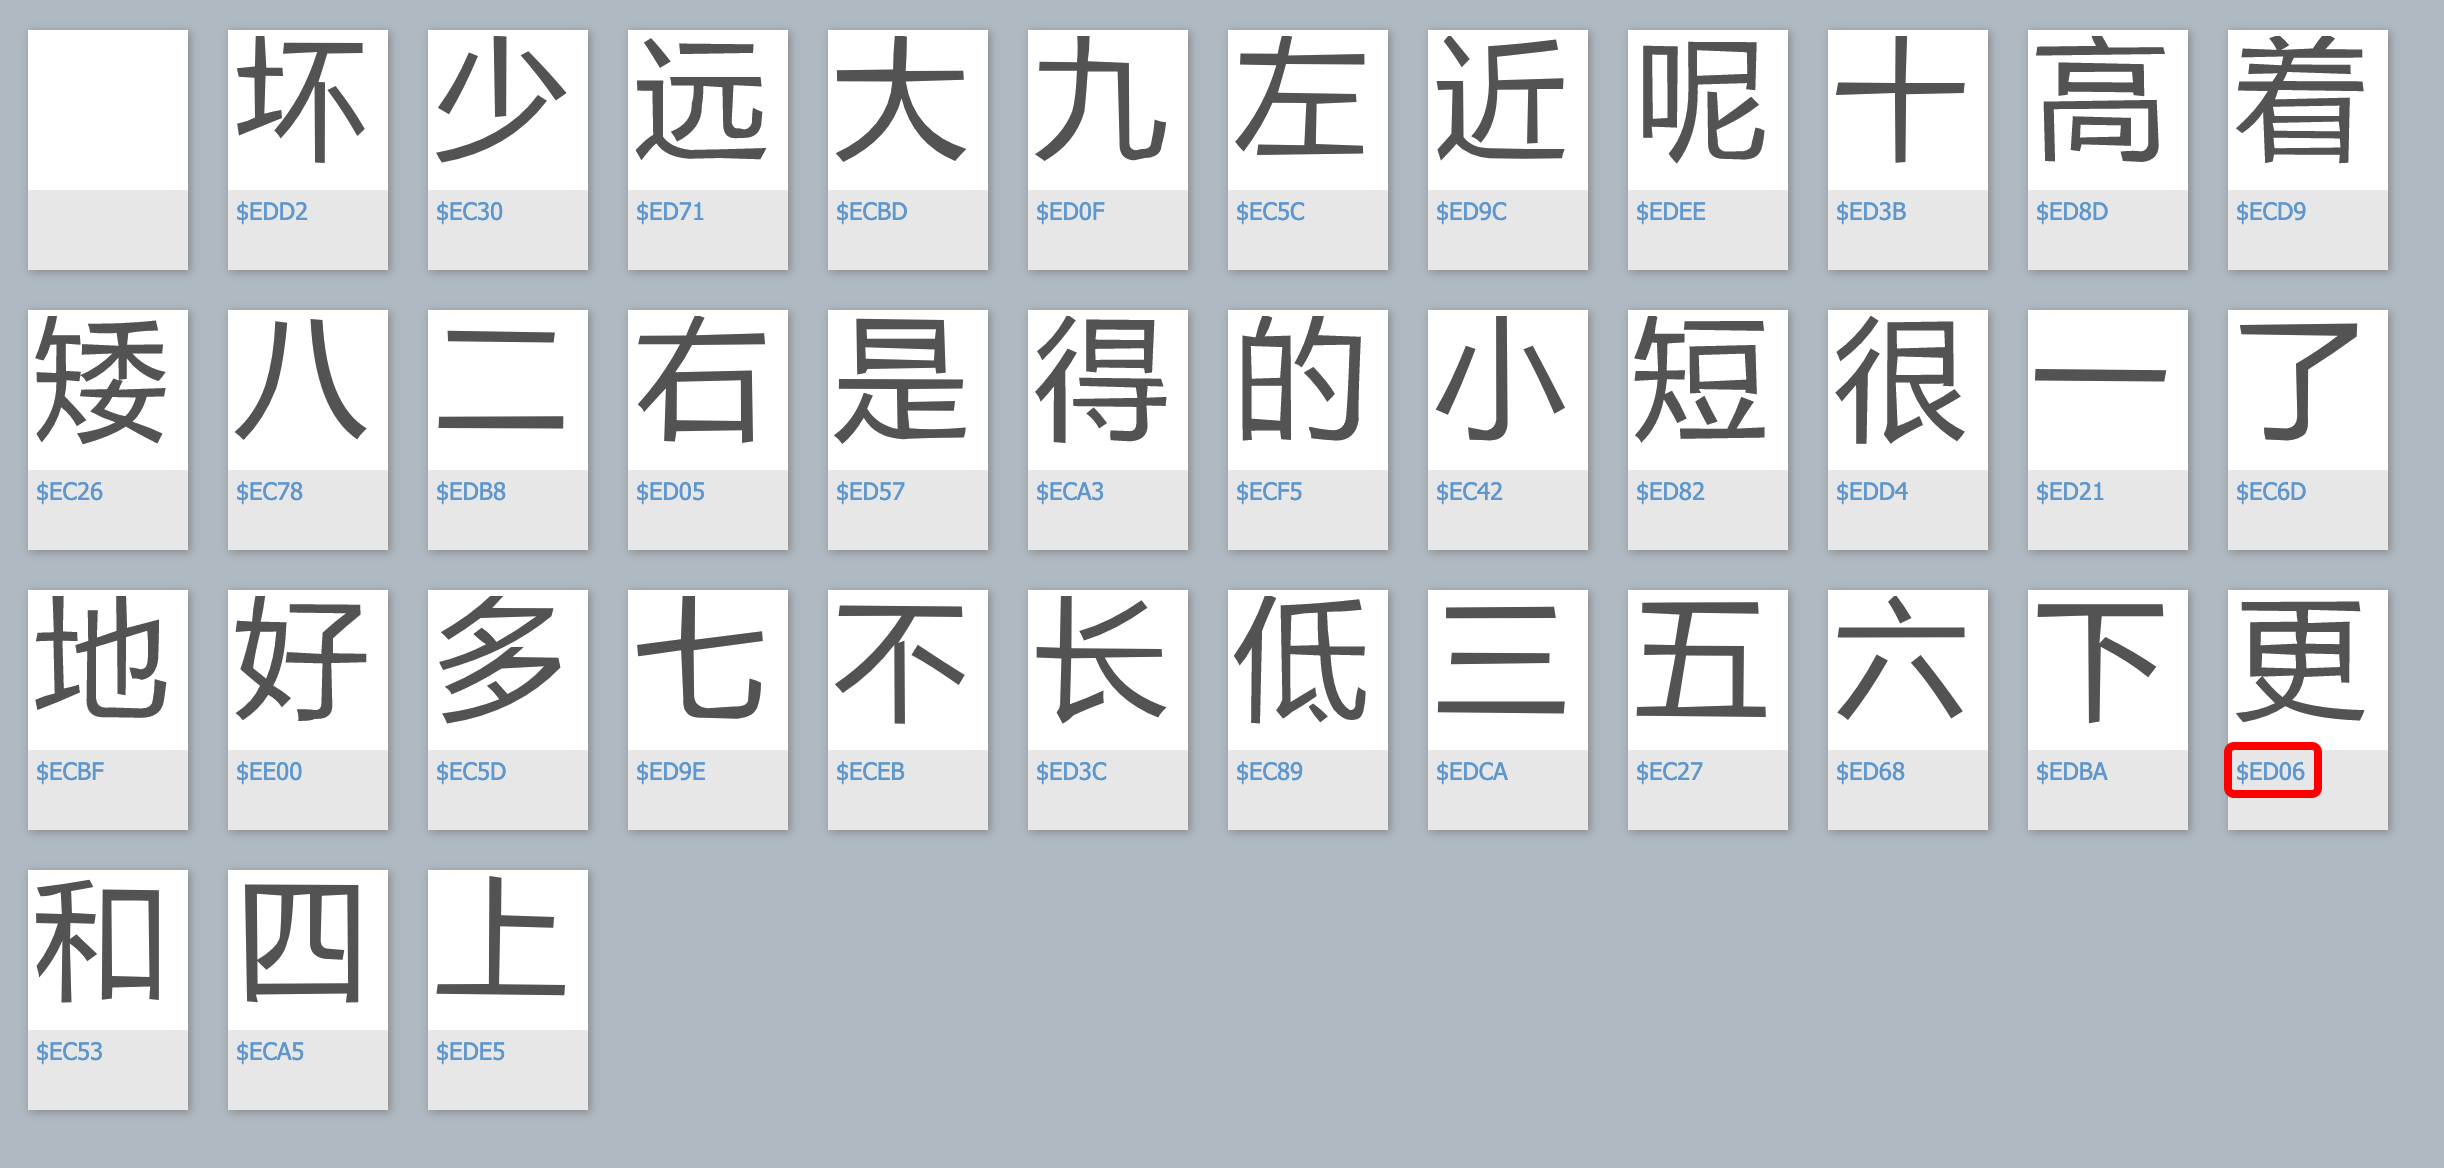 坏 少 远 大 九 左 近 呢 十 高 着
$EDD2 $EC30 $ED71 $ECBD $ED0F $EC5C $ED9C $EDEE $ED3B $ED8D $ECD9
矮 八 二 右 是 得 的 小 短 很 一 了
$EC26 $EC78 $EDB8 $ED05 $ED57 $ECA3 $ECF5 $EC42 $ED82 $EDD4 $ED21 $EC6D
地 好 多 七 不 长 低 三 五 六 下 更
$ECBF $EE00 $EC5D $ED9E $ECEB $ED3C $EC89 $EDCA $EC27 $ED68 $EDBA $ED06
和 四 上
$EC53 $ECA5 $EDE5